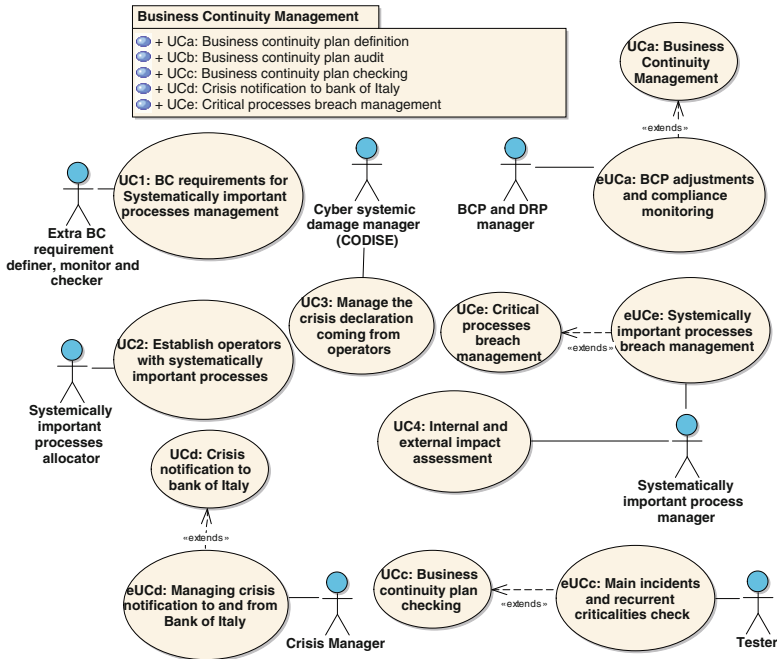 Business Continuity Management
+ UCa: Business continuity plan definition
+ UCb: Business continuity plan audit
+ UCc: Business continuity plan checking
+ UCd: Crisis notification to bank of Italy
+ UCe: Critical processes breach management
UCa: Business
Continuity
Management
«extends»
UC1: BC requirements for
Systematically important
processes management
Extra BC
requirement
definer, monitor and
checker
Cyber systemic
damage manager
(CODISE)
BCP and DRP
manager
eUCa: BCP adjustments
and compliance
monitoring
UC3: Manage the
crisis declaration
coming from
operators
UCe: Critical
processes
breach
management
«extends»
eUCe: Systemically
important processes
breach management
UC2: Establish operators
with systematically
important processes
Systemically
important
processes
allocator
UC4: Internal and
external impact
assessment
Systematically
important process
manager
UCd: Crisis
notification to
bank of Italy
«extends»
eUCd: Managing crisis
notification to and from
Bank of Italy
Crisis Manager
UCc: Business
continuity plan
checking
«extends»
eUCc: Main incidents
and recurrent
criticalities check
Tester